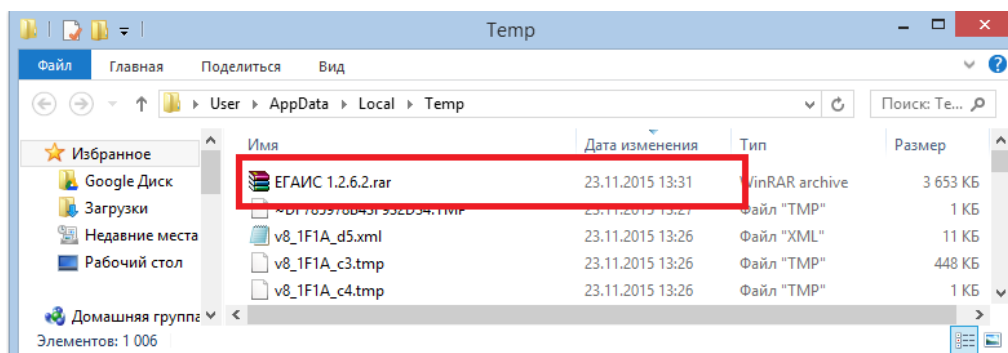 Temp
Файл Главная Поделиться Вид
User AppData Local Temp Поиск: Te...
Имя Дата изменения Тип Размер
Избранное
ЕГАИС 1.2.6.2.rar 23.11.2015 13:31 WinRAR archive 3 653 КБ
Google Диск
23.11.2015 13:27 Файл "TMP" 1 КБ
Загрузки
v8_1F1A_d5.xml 23.11.2015 13:26 Файл "XML" 11 КБ
Недавние места
v8_1F1A_c3.tmp 23.11.2015 13:26 Файл "TMP" 448 КБ
Рабочий стол
v8_1F1A_c4.tmp 23.11.2015 13:26 Файл "TMP" 1 КБ
Домашняя группа
Элементов: 1 006